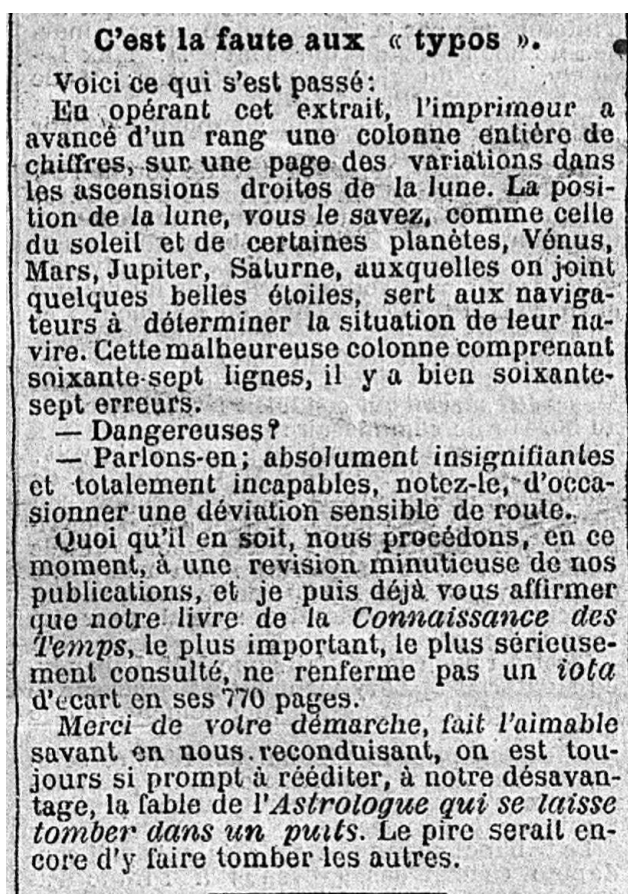 C'est la faute aux « typos ».
Voici ce qui s'est passé:
En opérant cet extrait, l'imprimeur a
avancé d'un rang une colonne entière de
chiffres, sur une page des variations dans
les ascensions droites de la lune. La posi-
tion de la lune, vous le savez, comme celle
du soleil et de certaines planètes, Vénus,
Mars, Jupiter, Saturne, auxquelles on joint
quelques belles étoiles, sert aux naviga-
teurs à déterminer la situation de leur na-
vire. Cette malheureuse colonne comprenant
soixante-sept lignes, il y a bien soixante-
sept erreurs.
— Dangereuses?
— Parlons-en; absolument insignifiantes
et totalement incapables, notez-le, d'occa-
sionner une déviation sensible de route.
Quoi qu'il en soit, nous procédons, en ce
moment, à une revision minutieuse de nos
publications, et je puis déjà vous affirmer
que notre livre de la Connaissance des
Temps, le plus important, le plus sérieuse-
ment consulté, ne renferme pas un iota
d'ecart en ses 770 pages.
Merci de votre démarche, fait l'aimable
savant en nous reconduisant, on est tou-
jours si prompt à rééditer, à notre désavan-
tage, la fable de l'Astrologue qui se laisse
tomber dans un puits. Le pire serait en-
core d'y faire tomber les autres.